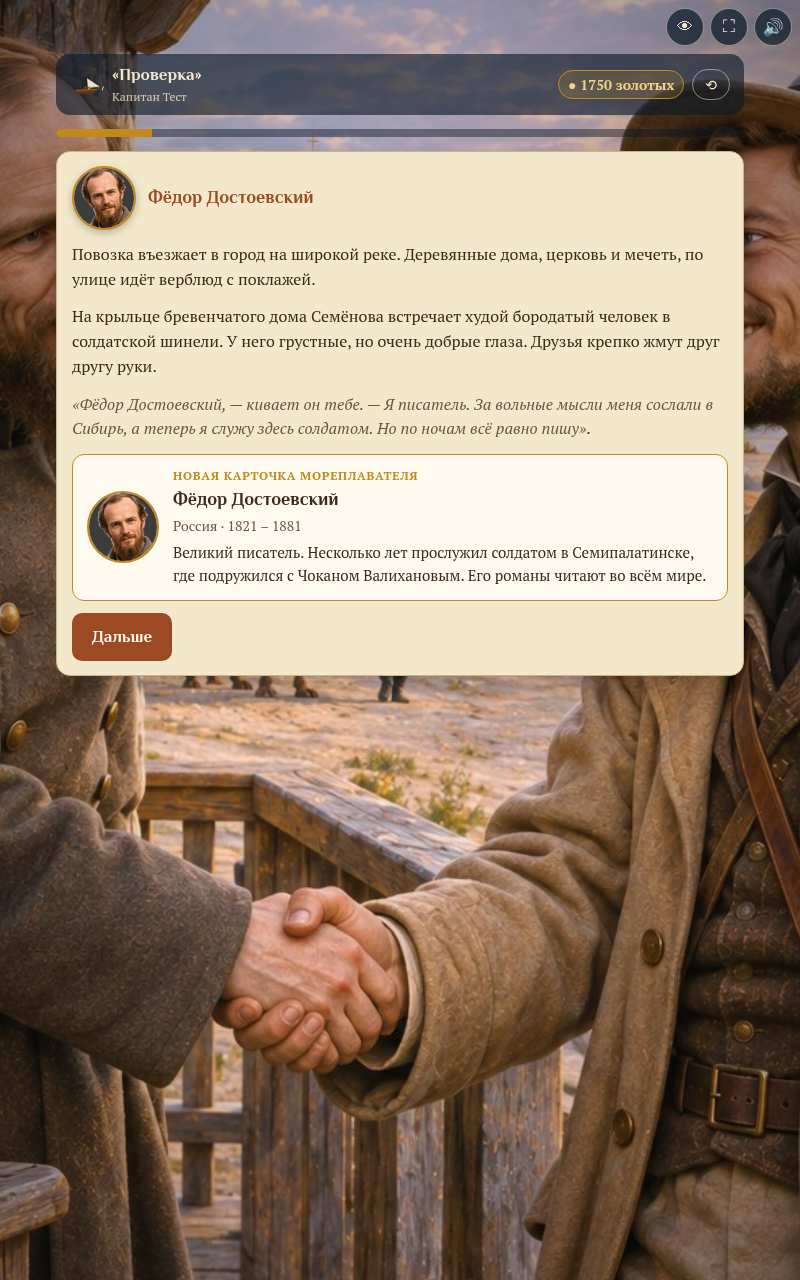 «Проверка»
Капитан Тест
● 1750 золотых
Фёдор Достоевский
Повозка въезжает в город на широкой реке. Деревянные дома, церковь и мечеть, по
улице идёт верблюд с поклажей.
На крыльце бревенчатого дома Семёнова встречает худой бородатый человек в
солдатской шинели. У него грустные, но очень добрые глаза. Друзья крепко жмут друг
другу руки.
«Фёдор Достоевский, — кивает он тебе. — Я писатель. За вольные мысли меня сослали в
Сибирь, а теперь я служу здесь солдатом. Но по ночам всё равно пишу».
НОВАЯ КАРТОЧКА МОРЕПЛАВАТЕЛЯ
Фёдор Достоевский
Россия · 1821 – 1881
Великий писатель. Несколько лет прослужил солдатом в Семипалатинске,
где подружился с Чоканом Валихановым. Его романы читают во всём мире.
Дальше